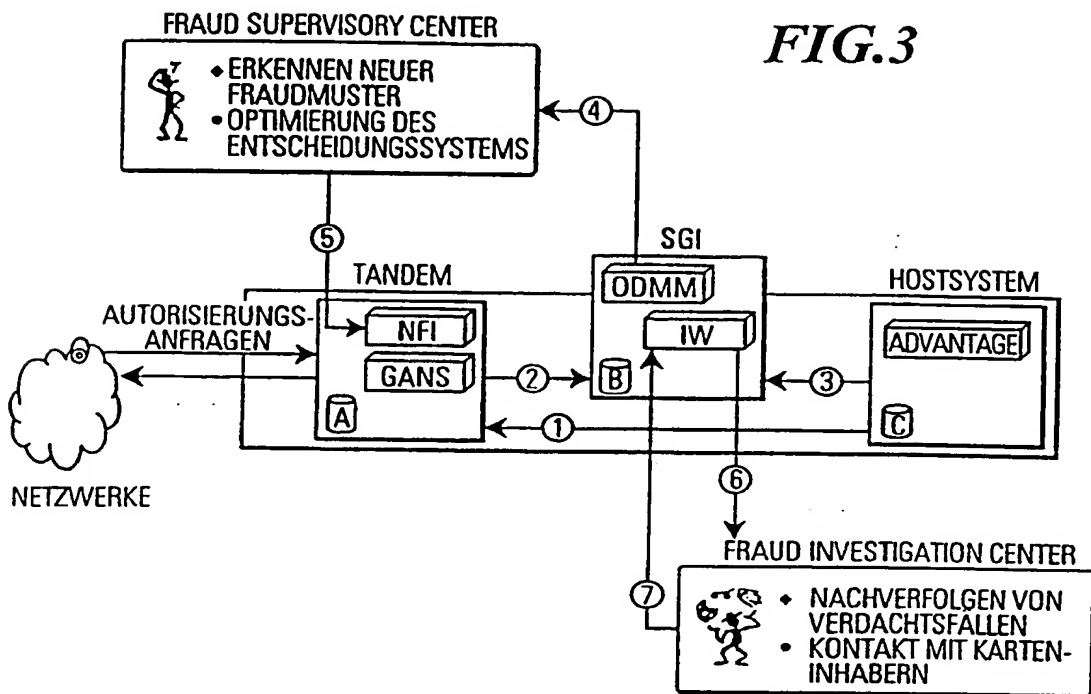 FRAUD SUPERVISORY CENTER
FIG.3
• ERKENNEN NEUER
FRAUDMUSTER
• OPTIMIERUNG DES
ENTSCHEIDUNGSSYSTEMS
4
5
SGI
TANDEM
ODMM
HOSTSYSTEM
AUTORISIERUNGS-
ANFRAGEN
NFI
IW
ADVANTAGE
GANS
2
B
3
A
1
C
NETZWERKE
6
FRAUD INVESTIGATION CENTER
7
• NACHVERFOLGEN VON
VERDACHTSFÄLLEN
• KONTAKT MIT KARTEN-
INHABERN